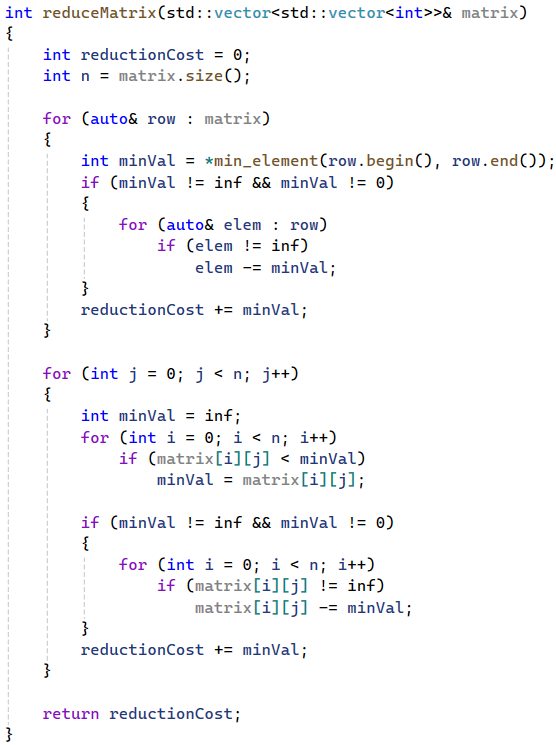 int reduceMatrix(std::vector<std::vector<int>>& matrix)
{
    int reductionCost = 0;
    int n = matrix.size();

    for (auto& row : matrix)
    {
        int minVal = *min_element(row.begin(), row.end());
        if (minVal != inf && minVal != 0)
        {
            for (auto& elem : row)
                if (elem != inf)
                    elem -= minVal;
        }
        reductionCost += minVal;
    }

    for (int j = 0; j < n; j++)
    {
        int minVal = inf;
        for (int i = 0; i < n; i++)
            if (matrix[i][j] < minVal)
                minVal = matrix[i][j];

        if (minVal != inf && minVal != 0)
        {
            for (int i = 0; i < n; i++)
                if (matrix[i][j] != inf)
                    matrix[i][j] -= minVal;
        }
        reductionCost += minVal;
    }

    return reductionCost;
}